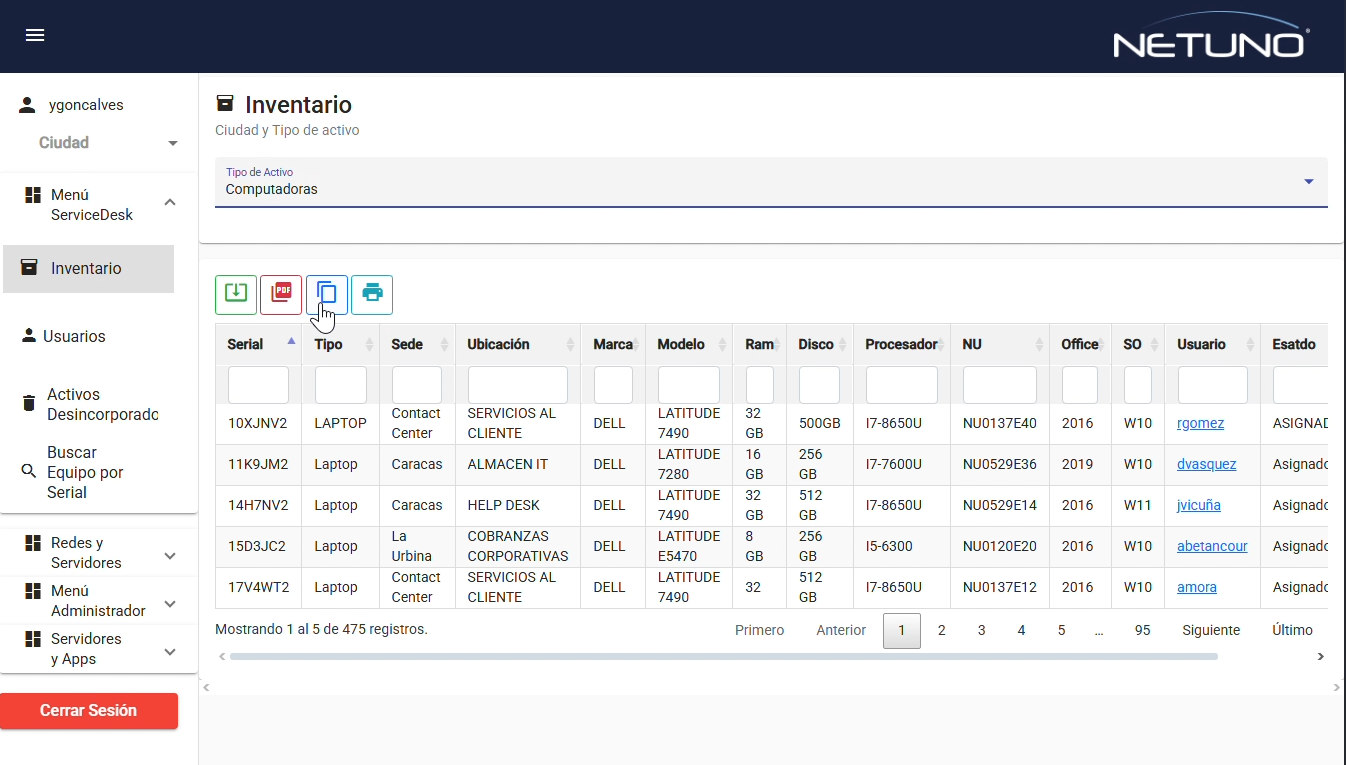 NETUNO
ygoncalves
Ciudad
Menú
ServiceDesk
Inventario
Usuarios
Activos
Desincorporado
Buscar
Equipo por
Serial
Redes y
Servidores
Menú
Administrador
Servidores
y Apps
Cerrar Sesión
Inventario
Ciudad y Tipo de activo
Tipo de Activo
Computadoras
PDF
Serial Tipo Sede Ubicación Marca Modelo Ram Disco Procesador NU Office SO Usuario Esatdo
10XJNV2 LAPTOP Contact Center SERVICIOS AL CLIENTE DELL LATITUDE 7490 32 GB 500GB I7-8650U NU0137E40 2016 W10 rgomez ASIGNAD
11K9JM2 Laptop Caracas ALMACEN IT DELL LATITUDE 7280 16 GB 256 GB I7-7600U NU0529E36 2019 W10 dvasquez Asignado
14H7NV2 Laptop Caracas HELP DESK DELL LATITUDE 7490 32 GB 512 GB I7-8650U NU0529E14 2016 W11 jvicuña Asignado
15D3JC2 Laptop La Urbina COBRANZAS CORPORATIVAS DELL LATITUDE E5470 8 GB 256 GB I5-6300 NU0120E20 2016 W10 abetancour Asignado
17V4WT2 Laptop Contact Center SERVICIOS AL CLIENTE DELL LATITUDE 7490 32 512 GB I7-8650U NU0137E12 2016 W10 amora Asignado
Mostrando 1 al 5 de 475 registros.
Primero Anterior 1 2 3 4 5 ... 95 Siguiente Último